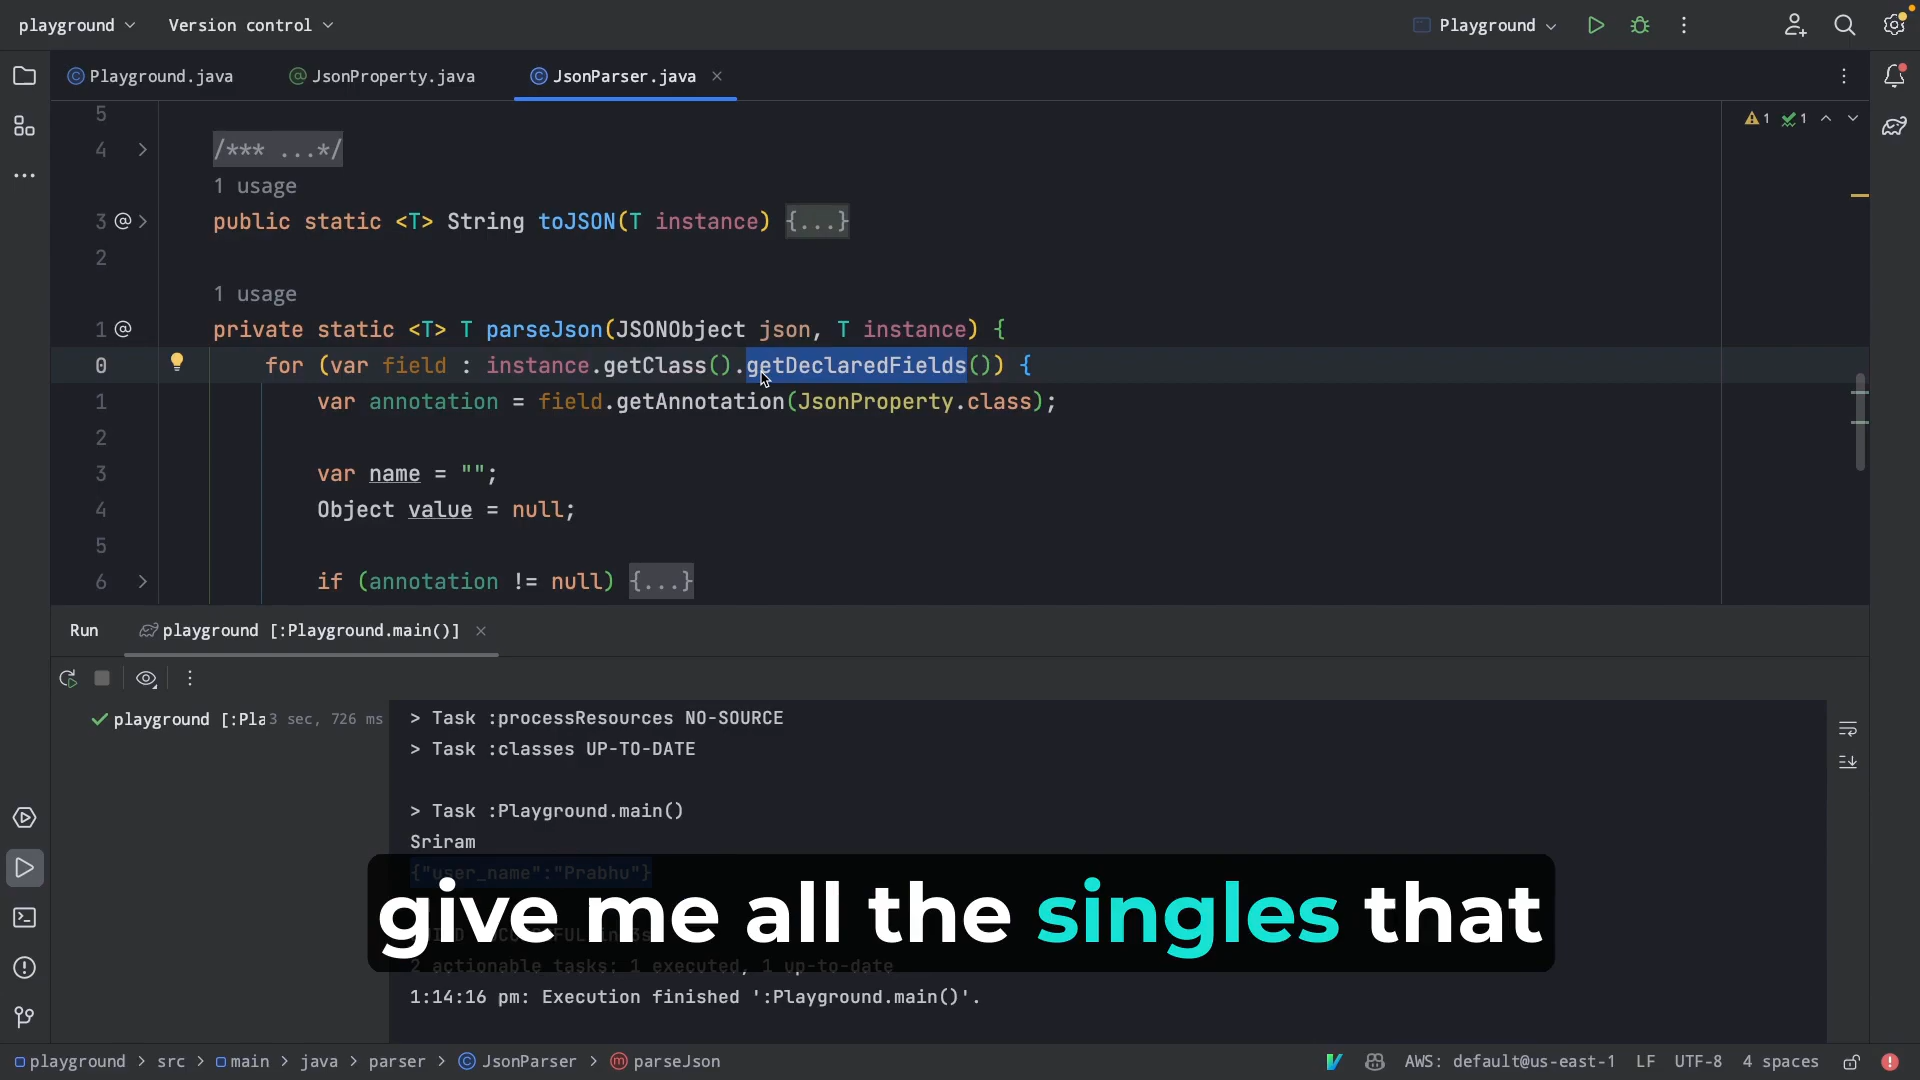 playground Version control Playground
Playground.java JsonProperty.java JsonParser.java
5
1 1
4 /*** ...*/
1 usage
3 public static <T> String toJSON(T instance) {...}
2
1 usage
1 private static <T> T parseJson(JSONObject json, T instance) {
0 for (var field : instance.getClass().getDeclaredFields()) {
1 var annotation = field.getAnnotation(JsonProperty.class);
2
3 var name = "";
4 Object value = null;
5
6 if (annotation != null) {...}
Run playground [:Playground.main()]
playground [:Pla 3 sec, 726 ms
> Task :processResources NO-SOURCE
> Task :classes UP-TO-DATE
> Task :Playground.main()
Sriram
{"user_name":"Prabhu"}
give me all the singles that
2 actionable tasks: 1 executed, 1 up-to-date
1:14:16 pm: Execution finished ':Playground.main()'.
playground > src > main > java > parser > JsonParser > parseJson AWS: default@us-east-1 LF UTF-8 4 spaces